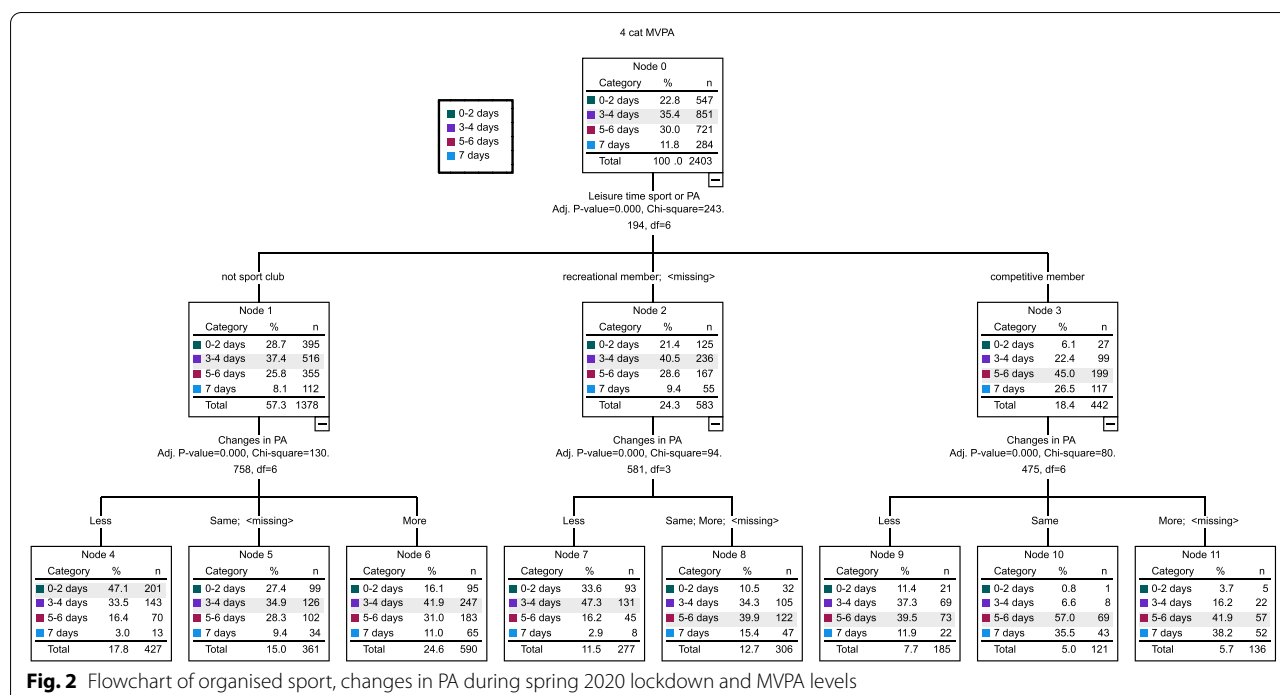 4 cat MVPA
Node 0
Category % n
0-2 days 22.8 547
3-4 days 35.4 851
5-6 days 30.0 721
7 days 11.8 284
Total 100 .0 2403
0-2 days
3-4 days
5-6 days
7 days
Leisure time sport or PA
Adj. P-value=0.000, Chi-square=243.
194, df=6
not sport club
recreational member; <missing>
competitive member
Node 1
Category % n
0-2 days 28.7 395
3-4 days 37.4 516
5-6 days 25.8 355
7 days 8.1 112
Total 57.3 1378
Node 2
Category % n
0-2 days 21.4 125
3-4 days 40.5 236
5-6 days 28.6 167
7 days 9.4 55
Total 24.3 583
Node 3
Category % n
0-2 days 6.1 27
3-4 days 22.4 99
5-6 days 45.0 199
7 days 26.5 117
Total 18.4 442
Changes in PA
Adj. P-value=0.000, Chi-square=130.
758, df=6
Changes in PA
Adj. P-value=0.000, Chi-square=94.
581, df=3
Changes in PA
Adj. P-value=0.000, Chi-square=80.
475, df=6
Less
Same; <missing>
More
Less
Same; More; <missing>
Less
Same
More; <missing>
Node 4
Category % n
0-2 days 47.1 201
3-4 days 33.5 143
5-6 days 16.4 70
7 days 3.0 13
Total 17.8 427
Node 5
Category % n
0-2 days 27.4 99
3-4 days 34.9 126
5-6 days 28.3 102
7 days 9.4 34
Total 15.0 361
Node 6
Category % n
0-2 days 16.1 95
3-4 days 41.9 247
5-6 days 31.0 183
7 days 11.0 65
Total 24.6 590
Node 7
Category % n
0-2 days 33.6 93
3-4 days 47.3 131
5-6 days 16.2 45
7 days 2.9 8
Total 11.5 277
Node 8
Category % n
0-2 days 10.5 32
3-4 days 34.3 105
5-6 days 39.9 122
7 days 15.4 47
Total 12.7 306
Node 9
Category % n
0-2 days 11.4 21
3-4 days 37.3 69
5-6 days 39.5 73
7 days 11.9 22
Total 7.7 185
Node 10
Category % n
0-2 days 0.8 1
3-4 days 6.6 8
5-6 days 57.0 69
7 days 35.5 43
Total 5.0 121
Node 11
Category % n
0-2 days 3.7 5
3-4 days 16.2 22
5-6 days 41.9 57
7 days 38.2 52
Total 5.7 136
Fig. 2 Flowchart of organised sport, changes in PA during spring 2020 lockdown and MVPA levels